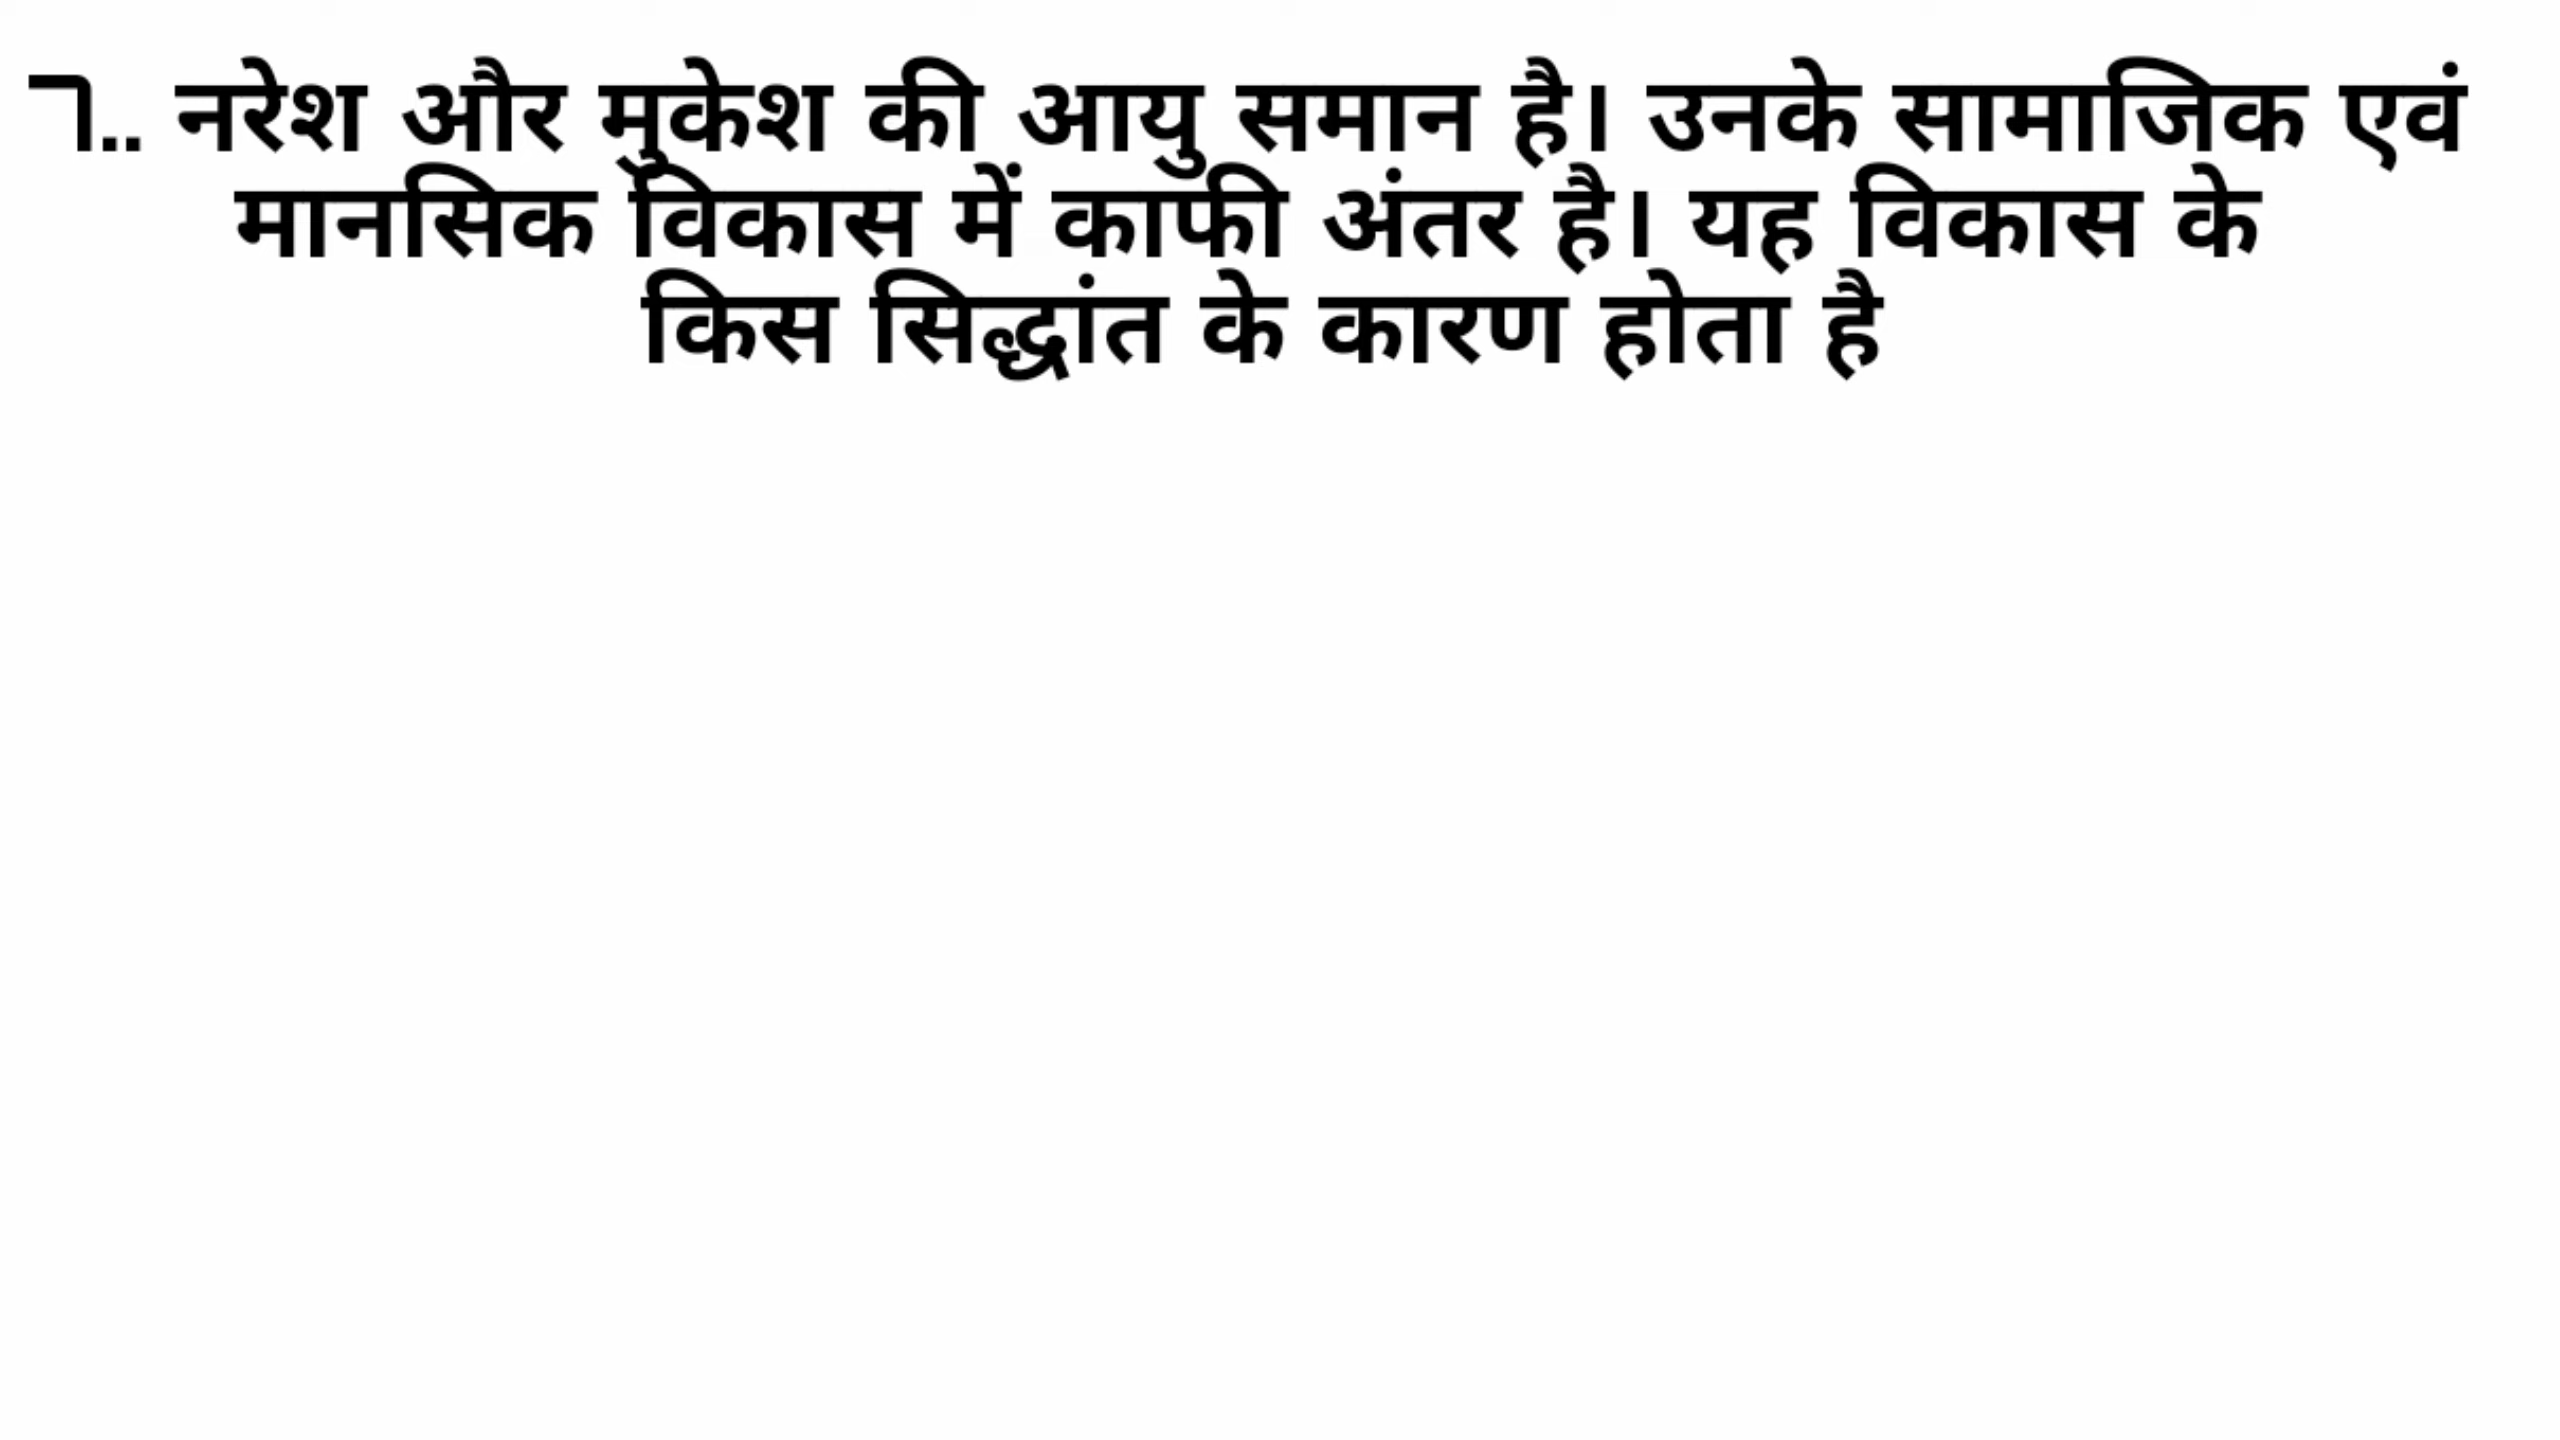 7.. नरेश और मुकेश की आयु समान है। उनके सामाजिक एवं
मानसिक विकास में काफी अंतर है। यह विकास के
किस सिद्धांत के कारण होता है